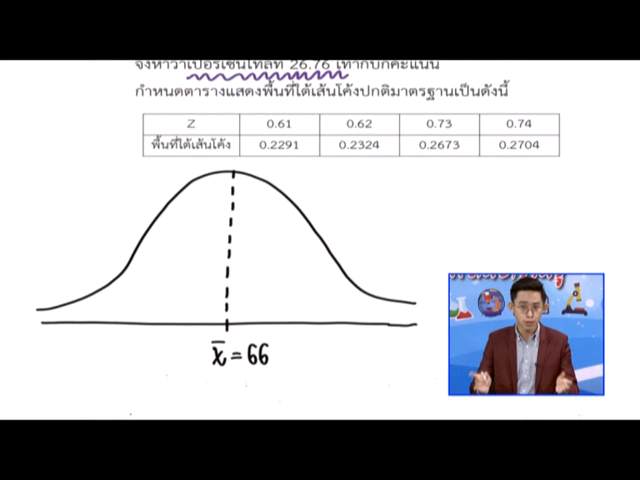 จงหาว่าเปอร์เซ็นไทล์ที่ 26.76 เท่ากับกี่คะแนน
กำหนดตารางแสดงพื้นที่ใต้เส้นโค้งปกติมาตรฐานเป็นดังนี้
Z 0.61 0.62 0.73 0.74
พื้นที่ใต้เส้นโค้ง 0.2291 0.2324 0.2673 0.2704
x̄ = 66